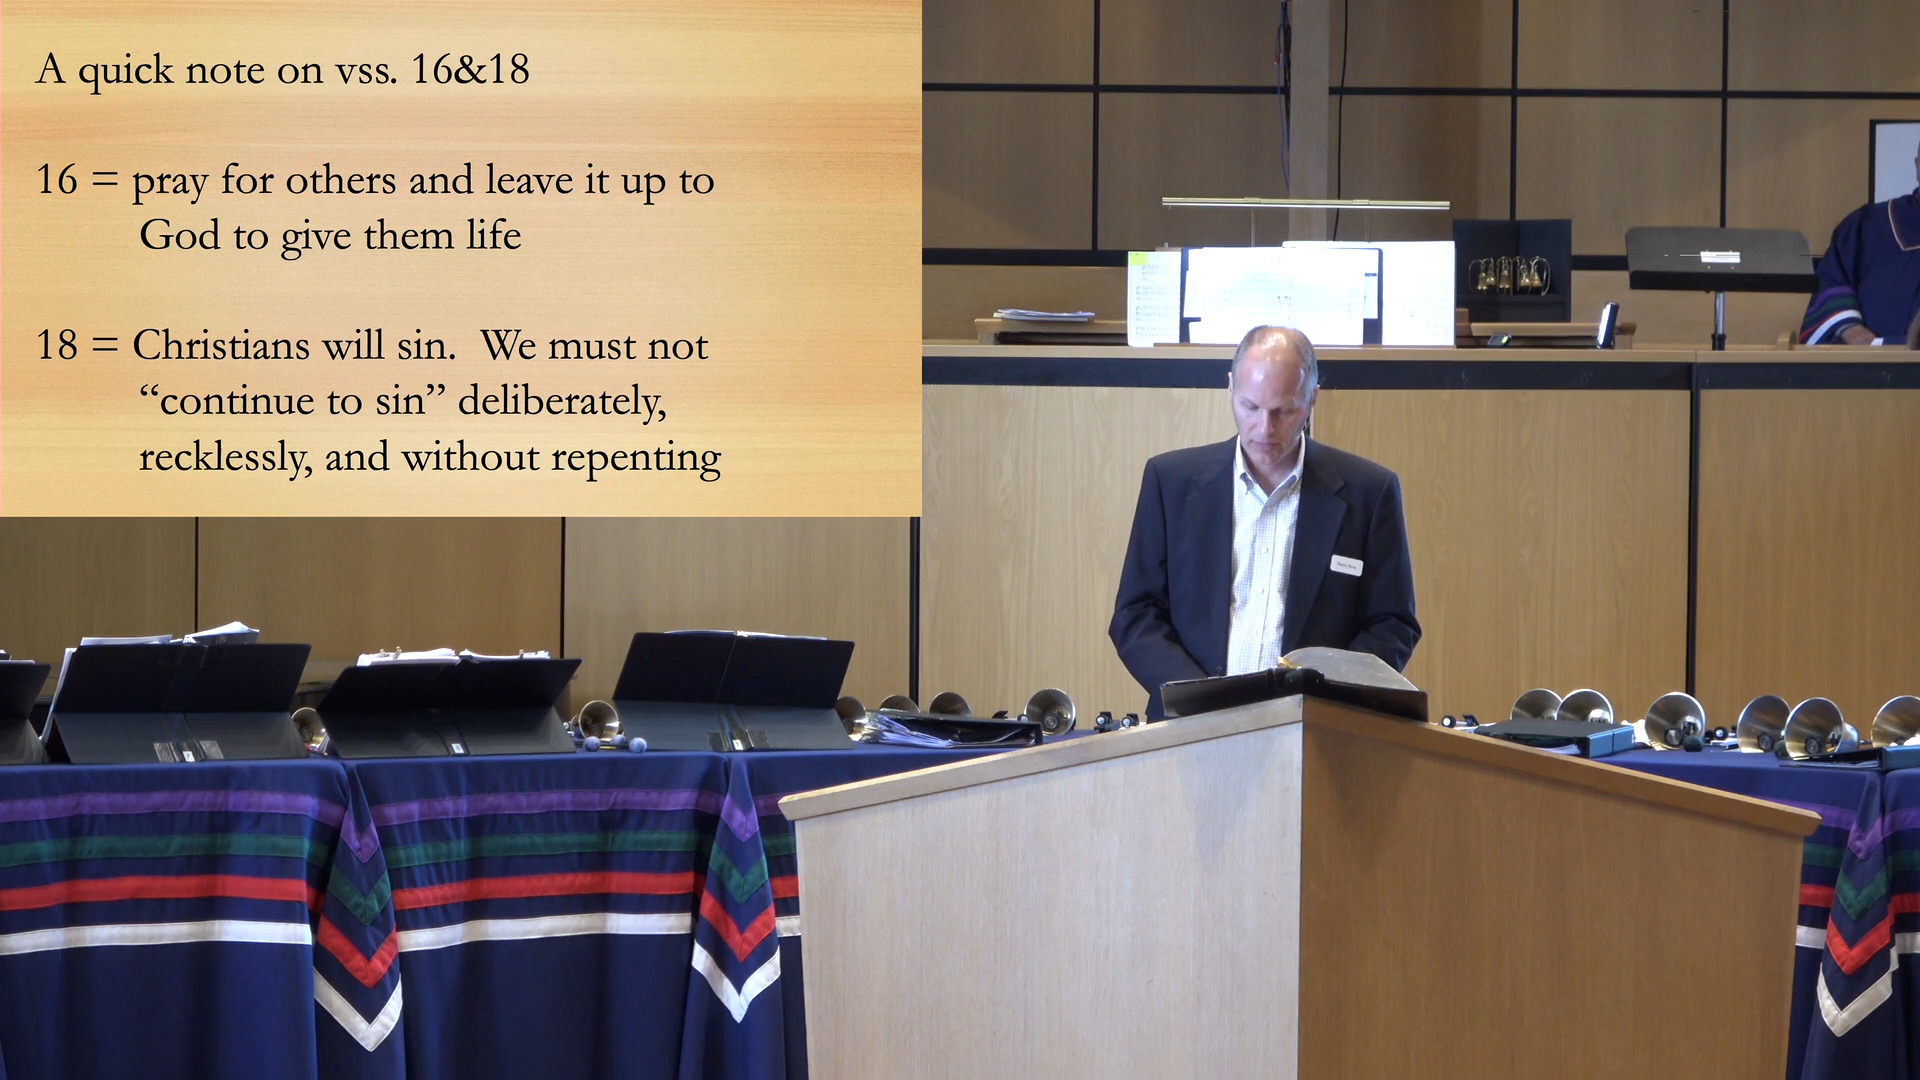 A quick note on vss. 16&18
16 = pray for others and leave it up to
God to give them life
18 = Christians will sin. We must not
“continue to sin” deliberately,
recklessly, and without repenting